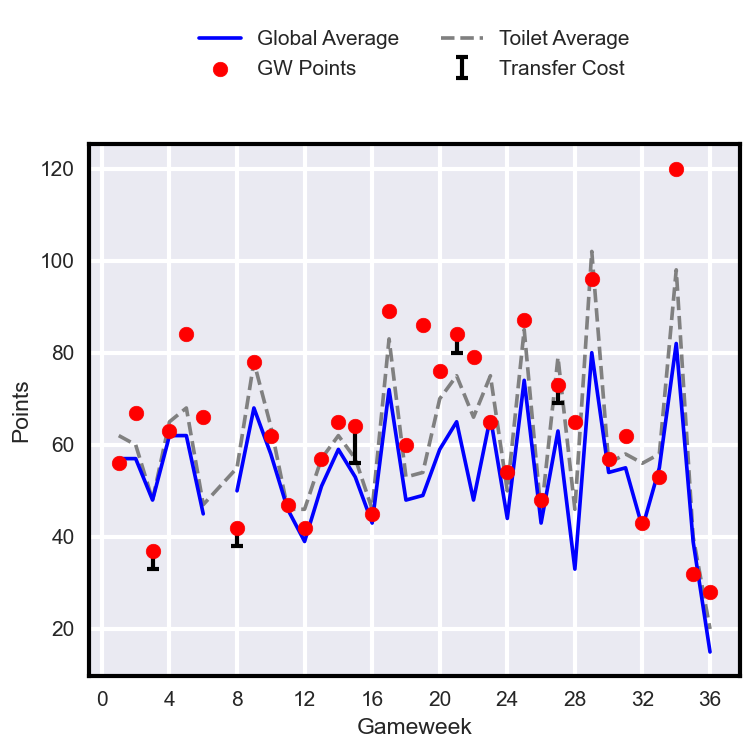 Global Average
Toilet Average
GW Points
Transfer Cost
120
100
80
60
40
20
Points
0 4 8 12 16 20 24 28 32 36
Gameweek